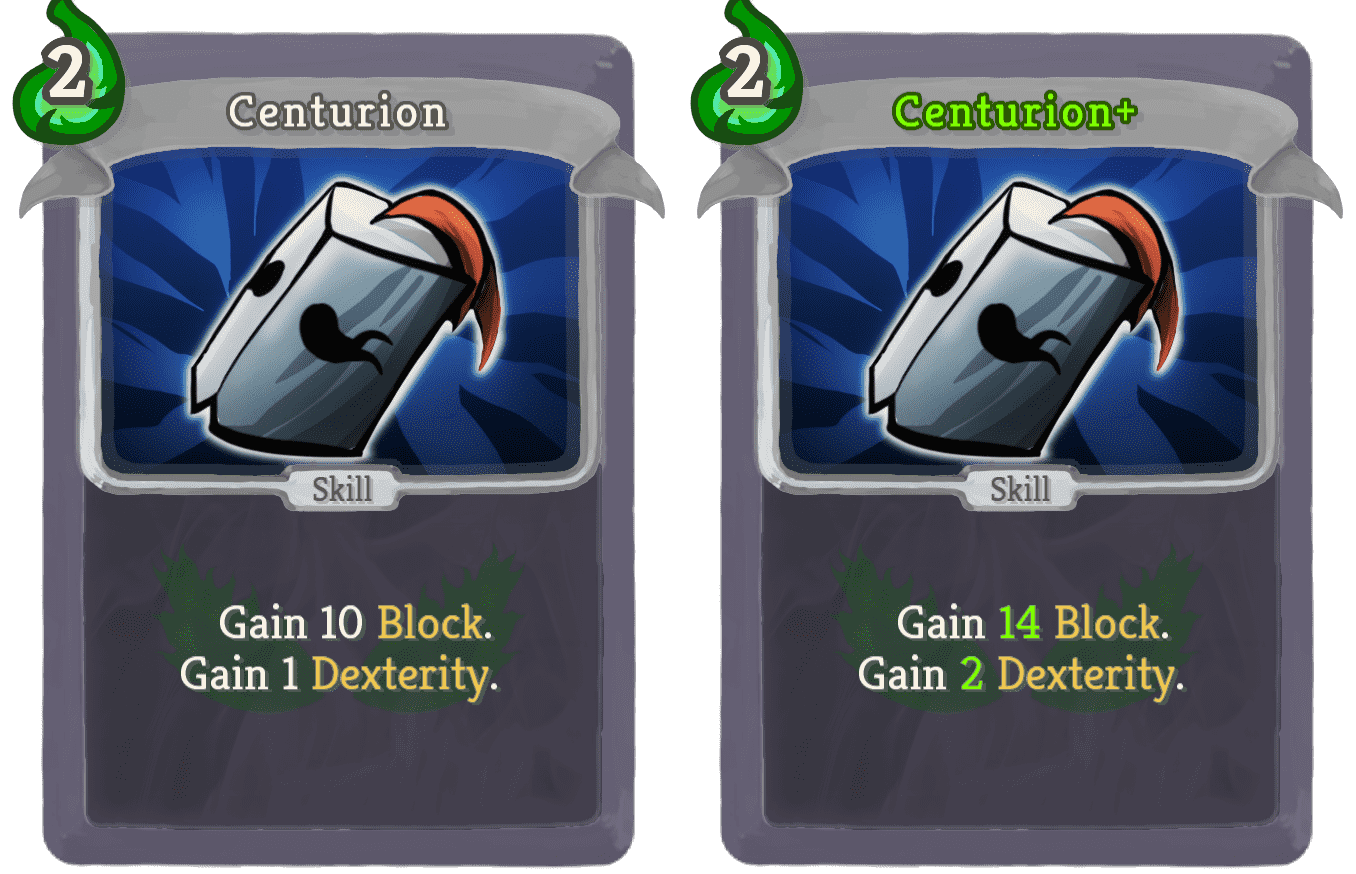 2
Centurion
Skill
Gain 10 Block.
Gain 1 Dexterity.
2
Centurion+
Skill
Gain 14 Block.
Gain 2 Dexterity.